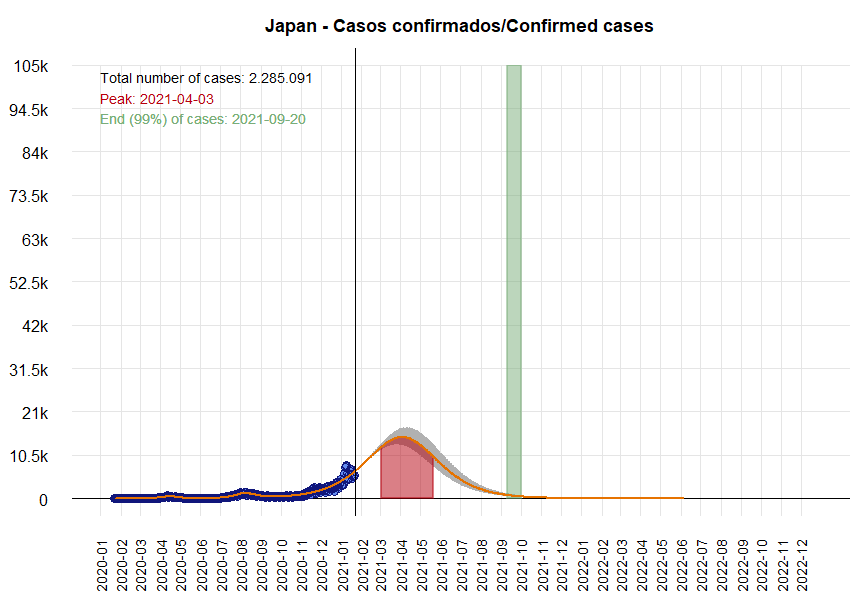 Japan - Casos confirmados/Confirmed cases
105k
Total number of cases: 2.285.091
Peak: 2021-04-03
94.5k
End (99%) of cases: 2021-09-20
84k
73.5k
63k
52.5k
42k
31.5k
21k
10.5k
0
2020-01
2020-02
2020-03
2020-04
2020-05
2020-06
2020-07
2020-08
2020-09
2020-10
2020-11
2020-12
2021-01
2021-02
2021-03
2021-04
2021-05
2021-06
2021-07
2021-08
2021-09
2021-10
2021-11
2021-12
2022-01
2022-02
2022-03
2022-04
2022-05
2022-06
2022-07
2022-08
2022-09
2022-10
2022-11
2022-12